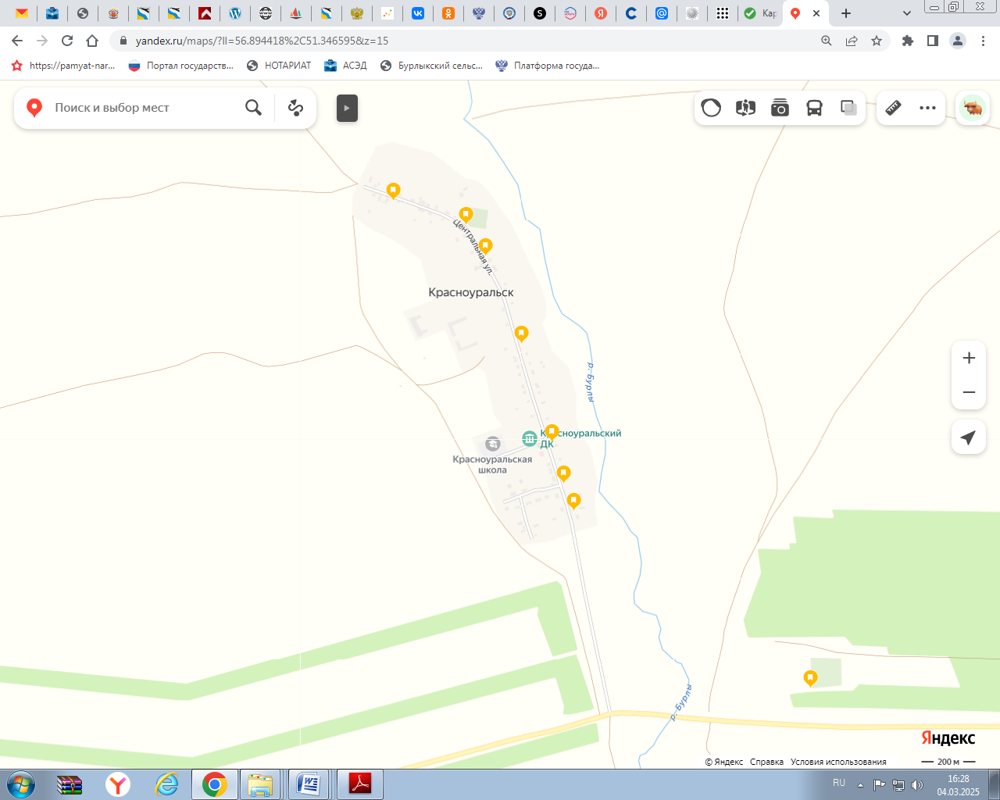 Кар
yandex.ru/maps/?ll=56.894418%2C51.346595&z=15
https://pamyat-nar...
Портал государств...
НОТАРИАТ
АСЭД
Бурлыкский сельс...
Платформа госуда...
Поиск и выбор мест
Центральная ул.
Красноуральск
р. Бурлы
Красноуральский
ДК
Красноуральская
школа
р. Бурлы
Яндекс
© Яндекс Справка Условия использования
200 м
RU
16:28
04.03.2025